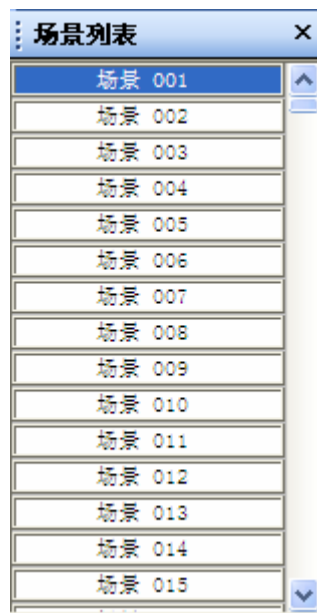 场景列表
场景 001
场景 002
场景 003
场景 004
场景 005
场景 006
场景 007
场景 008
场景 009
场景 010
场景 011
场景 012
场景 013
场景 014
场景 015